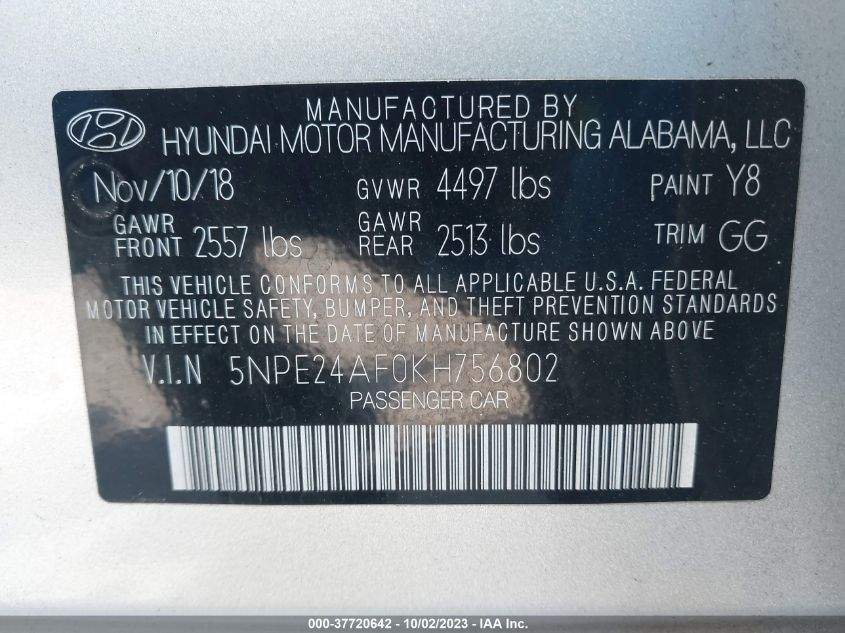 MANUFACTURED BY
HYUNDAI MOTOR MANUFACTURING ALABAMA, LLC
Nov/10/18 GVWR 4497 lbs PAINT Y8
GAWR FRONT 2557 lbs GAWR REAR 2513 lbs TRIM GG
THIS VEHICLE CONFORMS TO ALL APPLICABLE U.S.A. FEDERAL
MOTOR VEHICLE SAFETY, BUMPER, AND THEFT PREVENTION STANDARDS
IN EFFECT ON THE DATE OF MANUFACTURE SHOWN ABOVE
V.I.N 5NPE24AF0KH756802
PASSENGER CAR
000-37720642 - 10/02/2023 - IAA Inc.